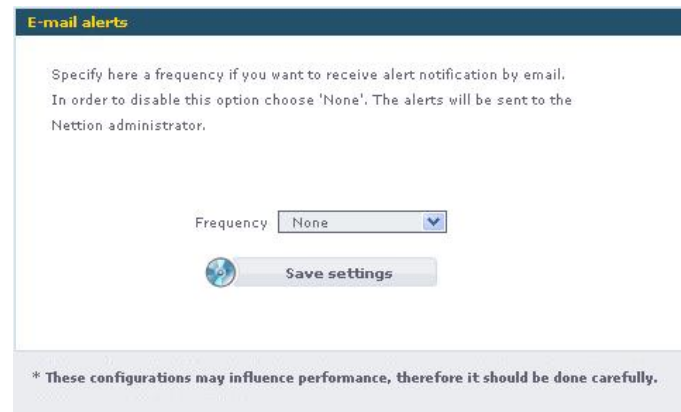 E-mail alerts
Specify here a frequency if you want to receive alert notification by email.
In order to disable this option choose 'None'. The alerts will be sent to the
Nettion administrator.
Frequency None
Save settings
* These configurations may influence performance, therefore it should be done carefully.